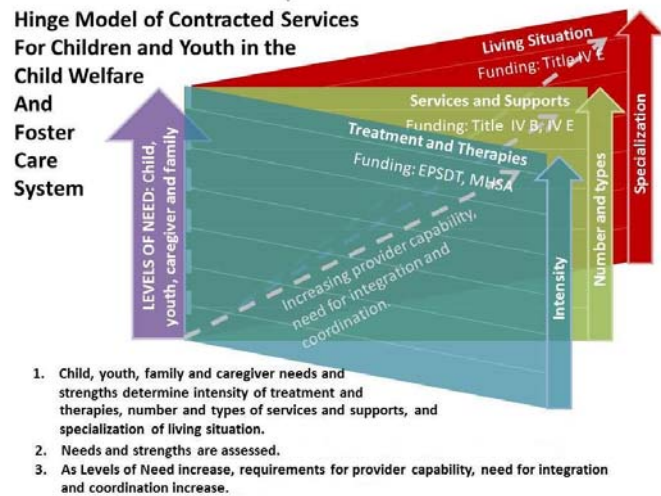 Hinge Model of Contracted Services
For Children and Youth in the
Child Welfare
And
Foster
Care
System
Living Situation
Funding: Title IV E
Services and Supports
Funding: Title IV B, IV E
Treatment and Therapies
Funding: EPSDT, MHSA
LEVELS OF NEED: Child,
youth, caregiver and family
Increasing provider capability,
need for integration and
coordination.
Intensity
Number and types
Specialization
1. Child, youth, family and caregiver needs and
strengths determine intensity of treatment and
therapies, number and types of services and supports, and
specialization of living situation.
2. Needs and strengths are assessed.
3. As Levels of Need increase, requirements for provider capability, need for integration
and coordination increase.